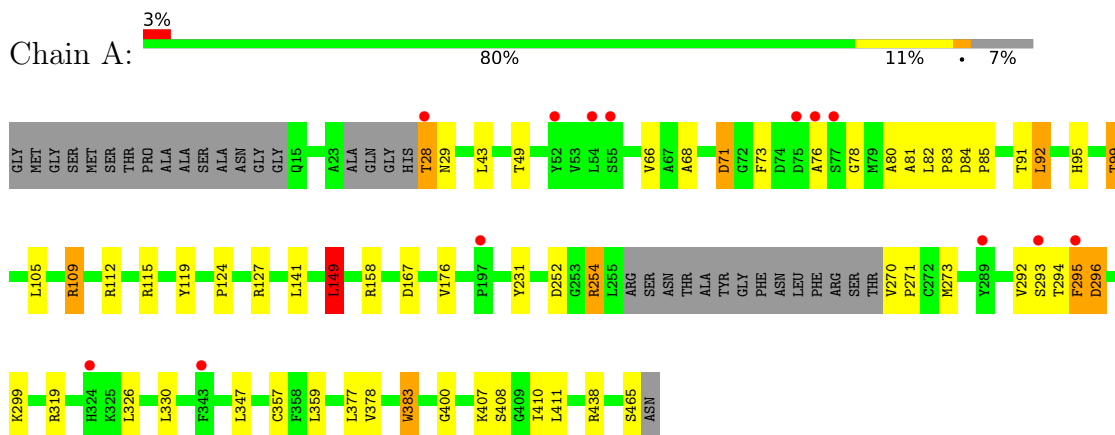 3%
Chain A:
80% 11% • 7%
GLY MET GLY SER MET SER THR PRO ALA ALA SER ALA ASN GLY GLY Q15 A23 ALA GLN GLY HIS T28 N29 L43 T49 Y52 V53 L54 S55 V66 A67 A68 D71 G72 F73 D74 D75 A76 S77 G78 M79 A80 A81 L82 P83 D84 P85 T91 L92 H95 T99
L105 R109 R112 R115 Y119 P124 R127 L141 L149 R158 D167 V176 P197 Y231 D252 G253 R254 L255 ARG SER ASN THR ALA TYR GLY PHE ASN LEU PHE ARG SER THR V270 P271 C272 M273 Y289 V292 S293 T294 F295 D296
K299 R319 H324 K325 L326 L330 F343 L347 C357 F358 L359 L377 V378 W383 G400 K407 S408 G409 I410 L411 R438 S465 ASN